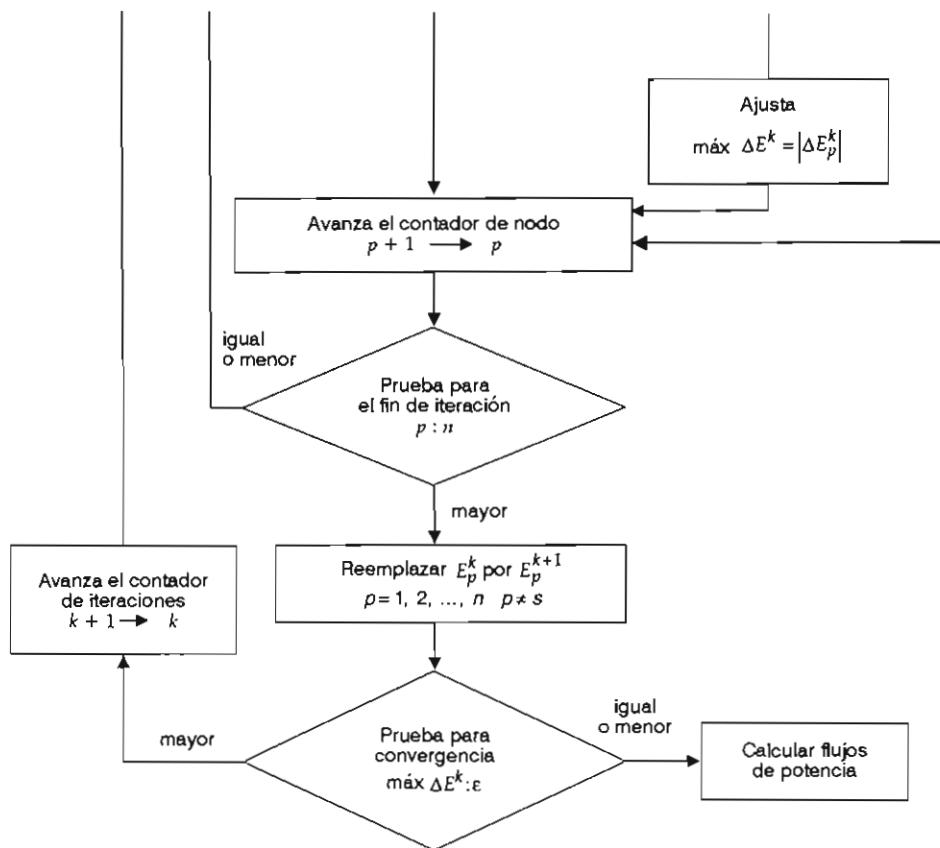 Ajusta
máx ΔE^k = |ΔE_p^k|
Avanza el contador de nodo
p + 1 ⟶ p
igual
o menor
Prueba para
el fin de iteración
p : n
mayor
Avanza el contador
de iteraciones
k + 1 ⟶ k
Reemplazar E_p^k por E_p^{k+1}
p = 1, 2, ..., n p ≠ s
mayor
Prueba para
convergencia
máx ΔE^k : ε
igual
o menor
Calcular flujos
de potencia